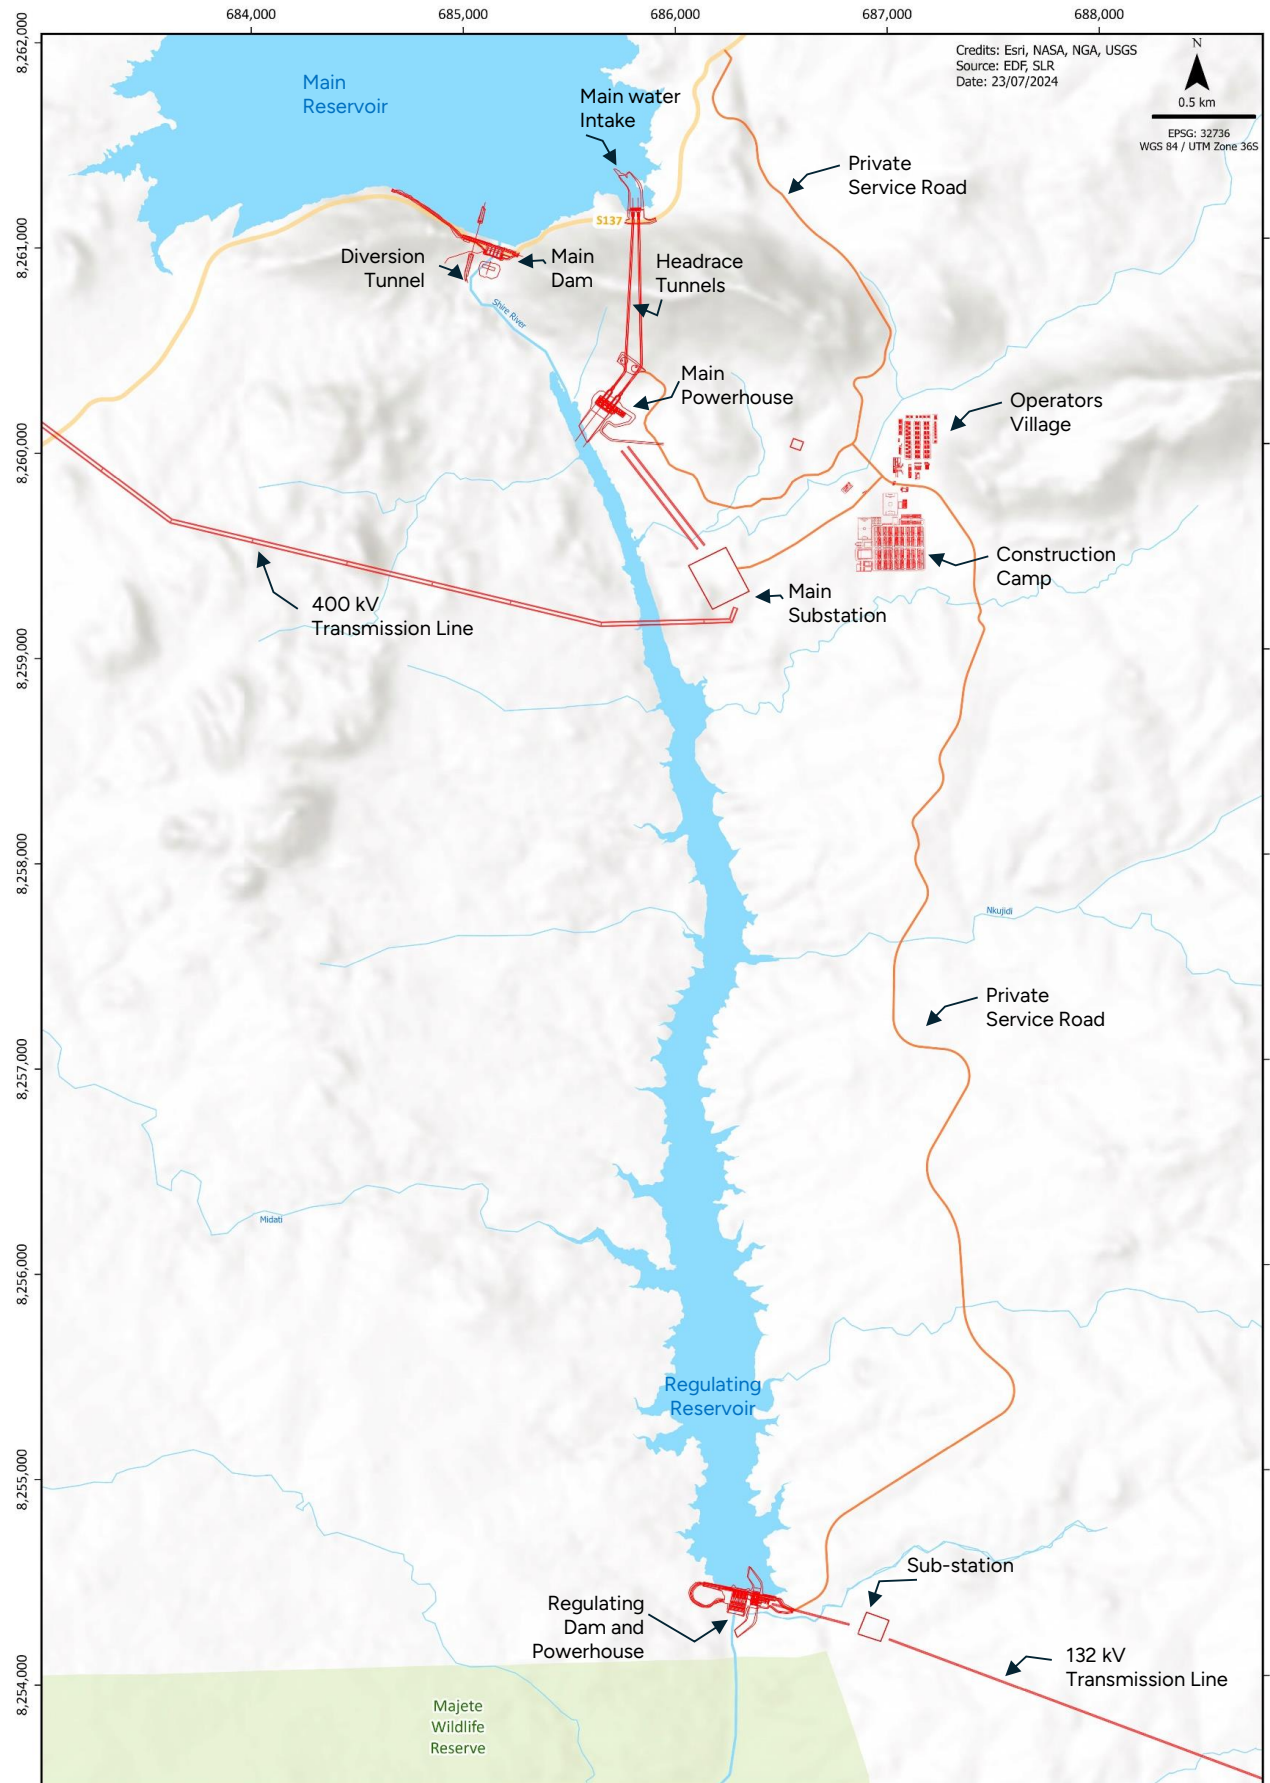 684,000
685,000
686,000
687,000
688,000
8,262,000
8,261,000
8,260,000
8,259,000
8,258,000
8,257,000
8,256,000
8,255,000
8,254,000
Credits: Esri, NASA, NGA, USGS
Source: EDF, SLR
Date: 23/07/2024
N
0.5 km
EPSG: 32736
WGS 84 / UTM Zone 36S
Main
Reservoir
Main water
Intake
Private
Service Road
S137
Diversion
Tunnel
Main
Dam
Headrace
Tunnels
Shire River
Main
Powerhouse
Operators
Village
Construction
Camp
Main
Substation
400 kV
Transmission Line
Nkujidi
Private
Service Road
Midati
Regulating
Reservoir
Sub-station
Regulating
Dam and
Powerhouse
132 kV
Transmission Line
Majete
Wildlife
Reserve